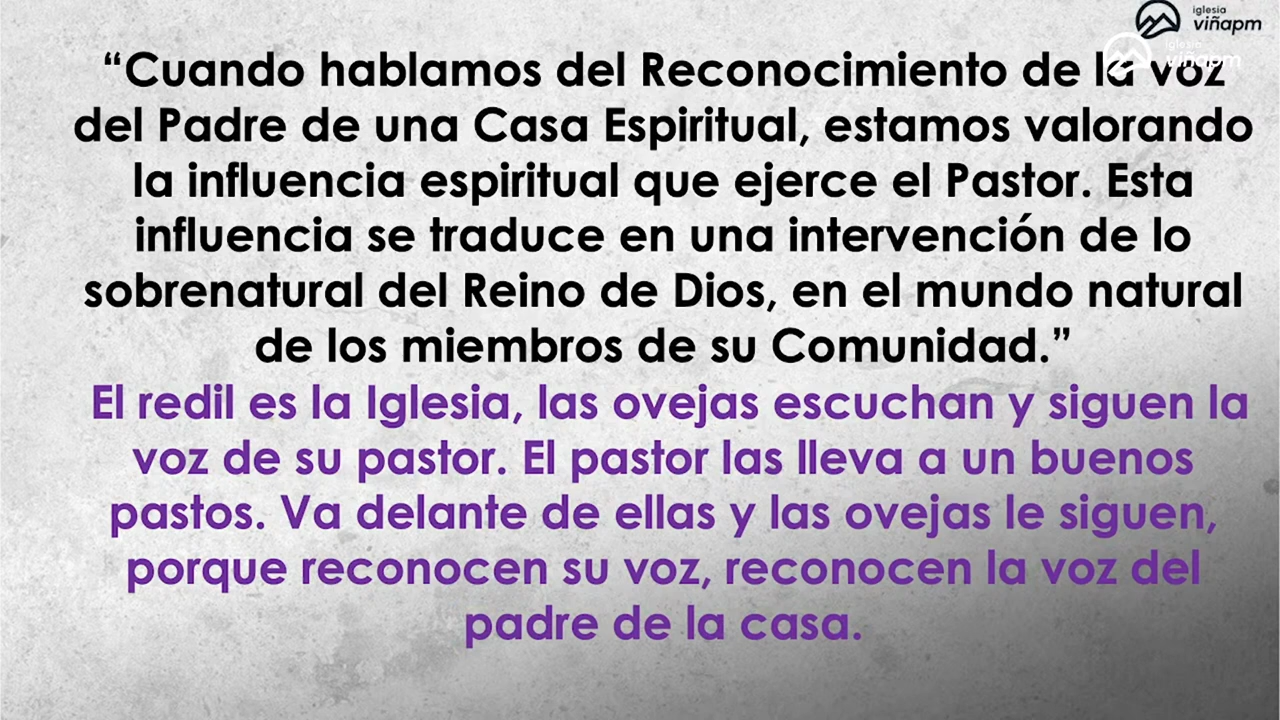 iglesia
viñapm
iglesia
viñapm
“Cuando hablamos del Reconocimiento de la voz
del Padre de una Casa Espiritual, estamos valorando
la influencia espiritual que ejerce el Pastor. Esta
influencia se traduce en una intervención de lo
sobrenatural del Reino de Dios, en el mundo natural
de los miembros de su Comunidad.”
El redil es la Iglesia, las ovejas escuchan y siguen la
voz de su pastor. El pastor las lleva a un buenos
pastos. Va delante de ellas y las ovejas le siguen,
porque reconocen su voz, reconocen la voz del
padre de la casa.